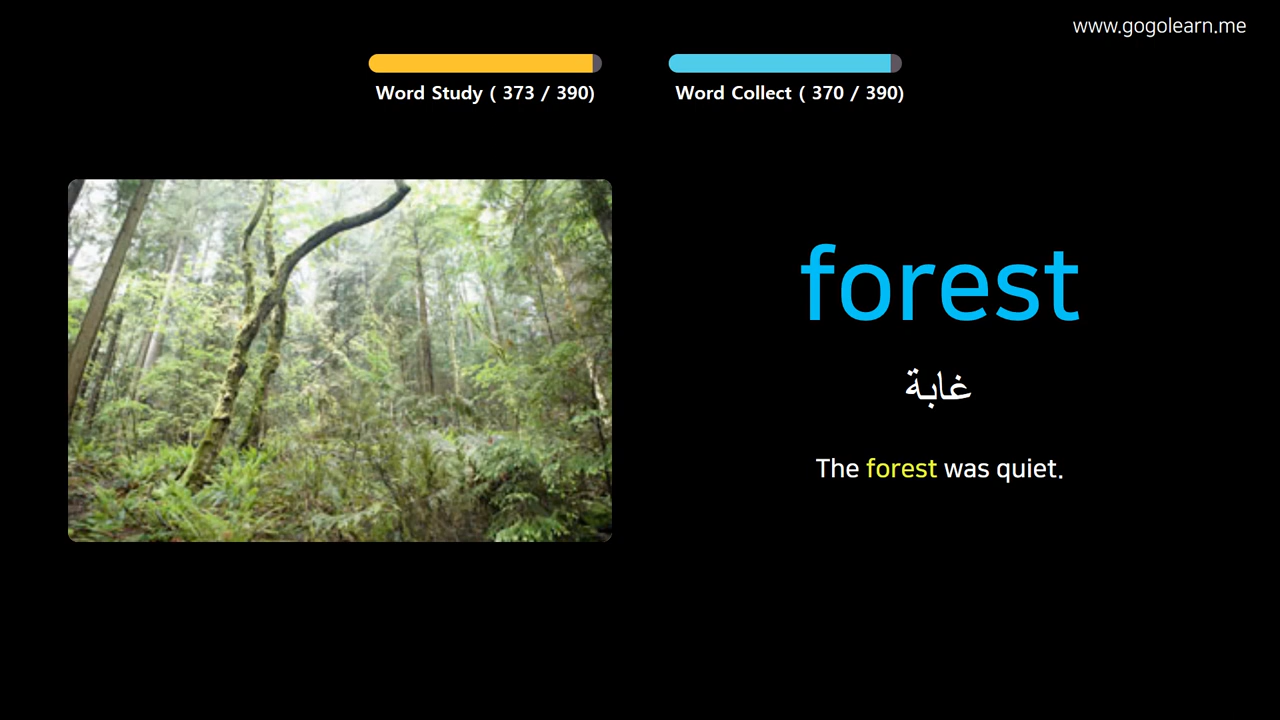 www.gogolearn.me
Word Study ( 373 / 390)
Word Collect ( 370 / 390)
forest
غابة
The forest was quiet.